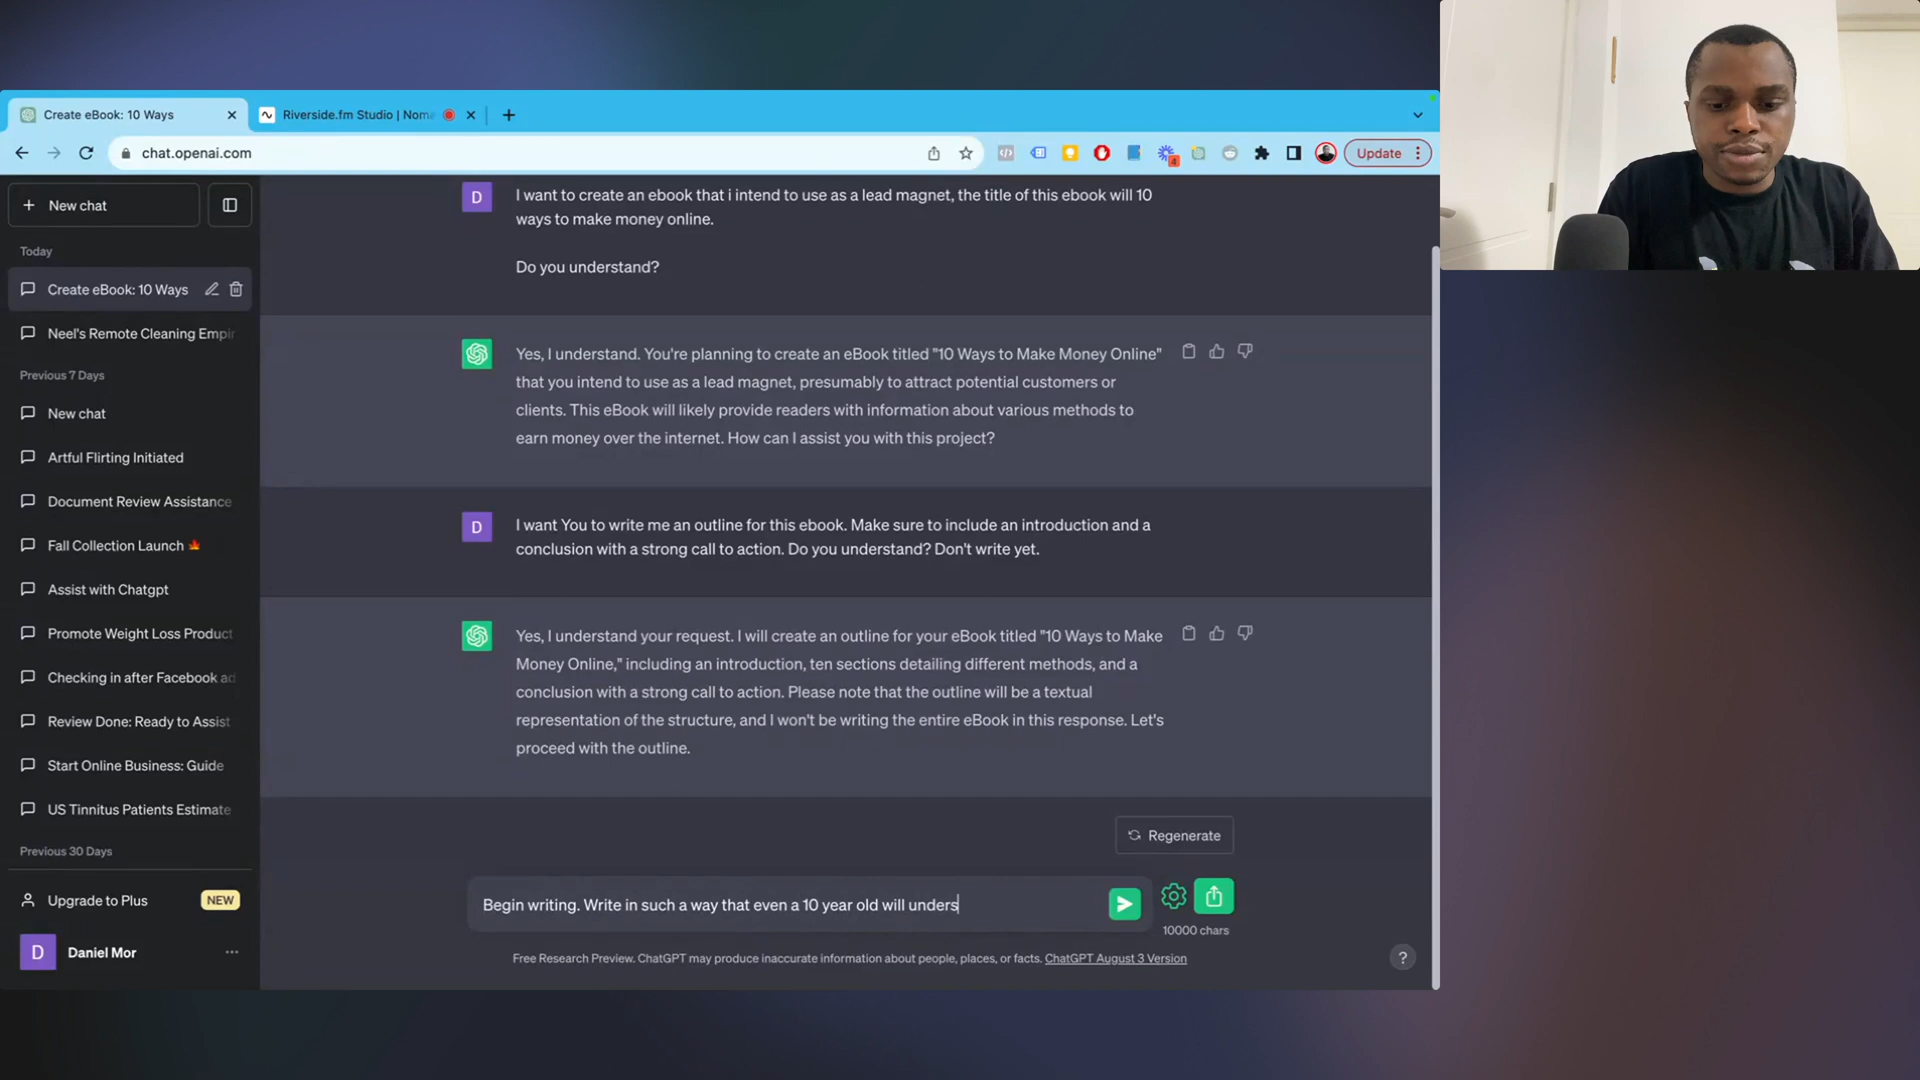 Create eBook: 10 Ways
Riverside.fm Studio | Noma
chat.openai.com
4
Update
New chat
Today
Create eBook: 10 Ways
Neel's Remote Cleaning Empir
Previous 7 Days
New chat
Artful Flirting Initiated
Document Review Assistance
Fall Collection Launch 🍁
Assist with Chatgpt
Promote Weight Loss Product
Checking in after Facebook ad
Review Done: Ready to Assist
Start Online Business: Guide
US Tinnitus Patients Estimate
Previous 30 Days
Upgrade to Plus NEW
D Daniel Mor
D
I want to create an ebook that i intend to use as a lead magnet, the title of this ebook will 10
ways to make money online.
Do you understand?
Yes, I understand. You're planning to create an eBook titled "10 Ways to Make Money Online"
that you intend to use as a lead magnet, presumably to attract potential customers or
clients. This eBook will likely provide readers with information about various methods to
earn money over the internet. How can I assist you with this project?
D
I want You to write me an outline for this ebook. Make sure to include an introduction and a
conclusion with a strong call to action. Do you understand? Don't write yet.
Yes, I understand your request. I will create an outline for your eBook titled "10 Ways to Make
Money Online," including an introduction, ten sections detailing different methods, and a
conclusion with a strong call to action. Please note that the outline will be a textual
representation of the structure, and I won't be writing the entire eBook in this response. Let's
proceed with the outline.
Regenerate
Begin writing. Write in such a way that even a 10 year old will unders
10000 chars
Free Research Preview. ChatGPT may produce inaccurate information about people, places, or facts. ChatGPT August 3 Version
?